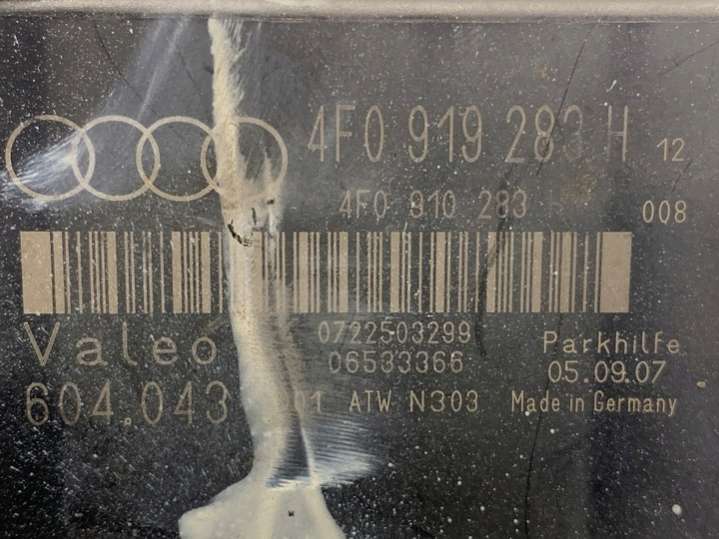 4F0 919 283 H 12
4F0 910 283 008
Valeo 0722503299 Parkhilfe
06533366 05.09.07
604.043 01 ATW N303 Made in Germany